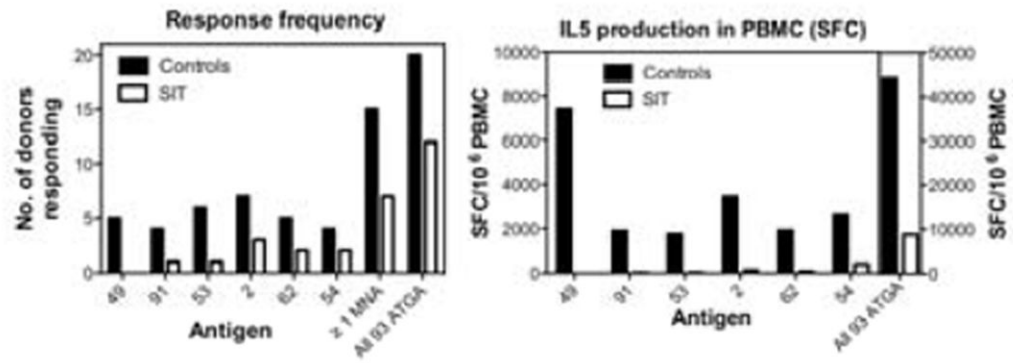 Response frequency
No. of donors
responding
20
15
10
5
0
Controls
SIT
49
91
53
2
62
54
≥ 1 MNA
All 93 ATGA
Antigen
IL5 production in PBMC (SFC)
SFC/10⁶ PBMC
10000
8000
6000
4000
2000
0
Controls
SIT
50000
40000
30000
20000
10000
0
SFC/10⁶ PBMC
49
91
53
2
62
54
All 93 ATGA
Antigen